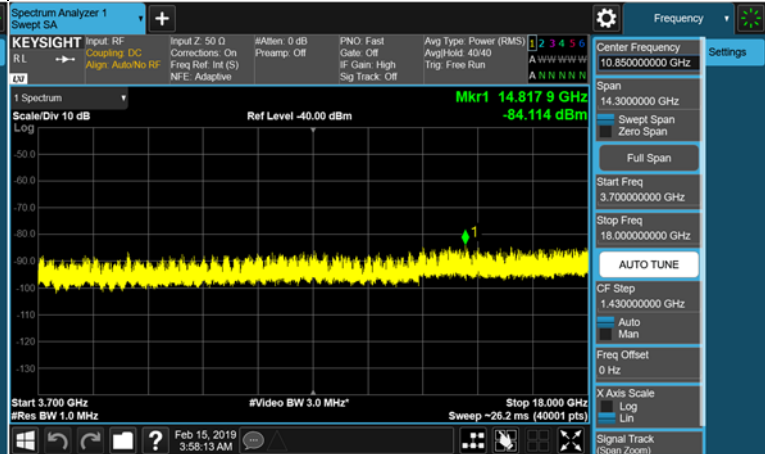 Spectrum Analyzer 1
Swept SA
Frequency
Settings
KEYSIGHT
RL
LXI
Input: RF
Coupling: DC
Align: Auto/No RF
Input Z: 50 Ω
Corrections: On
Freq Ref: Int (S)
NFE: Adaptive
#Atten: 0 dB
Preamp: Off
PNO: Fast
Gate: Off
IF Gain: High
Sig Track: Off
Avg Type: Power (RMS)
Avg|Hold: 40/40
Trig: Free Run
1 2 3 4 5 6
A W W W W W
A N N N N N
1 Spectrum
Scale/Div 10 dB
Log
Ref Level -40.00 dBm
Mkr1 14.817 9 GHz
-84.114 dBm
-50.0
-60.0
-70.0
-80.0
-90.0
-100
-110
-120
-130
1
Start 3.700 GHz
#Res BW 1.0 MHz
#Video BW 3.0 MHz*
Stop 18.000 GHz
Sweep ~26.2 ms (40001 pts)
Feb 15, 2019
3:58:13 AM
?
Center Frequency
10.850000000 GHz
Span
14.3000000 GHz
Swept Span
Zero Span
Full Span
Start Freq
3.700000000 GHz
Stop Freq
18.000000000 GHz
AUTO TUNE
CF Step
1.430000000 GHz
Auto
Man
Freq Offset
0 Hz
X Axis Scale
Log
Lin
Signal Track
(Span Zoom)